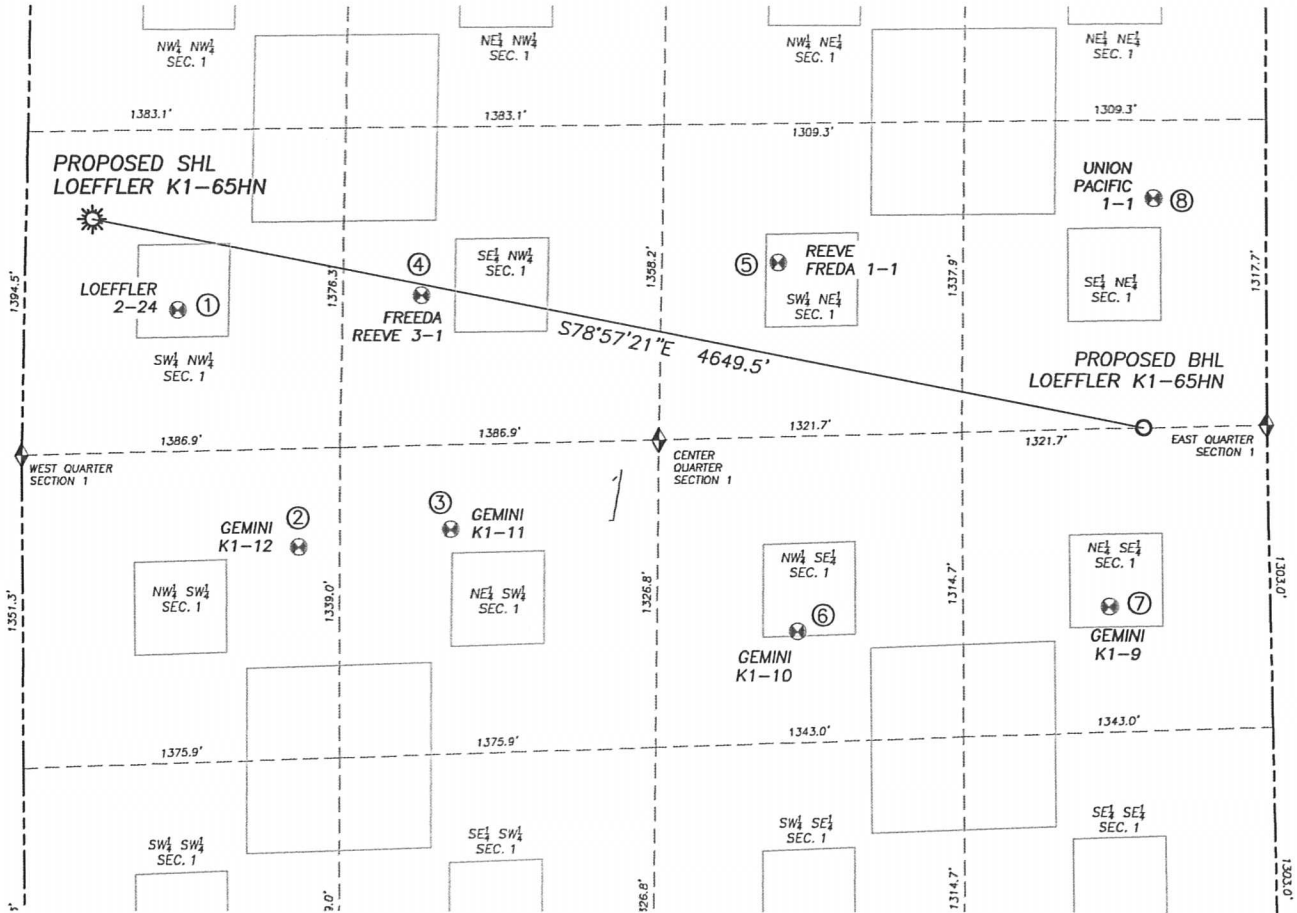 NW¼ NW¼
SEC. 1
NE¼ NW¼
SEC. 1
NW¼ NE¼
SEC. 1
NE¼ NE¼
SEC. 1
1383.1'
1383.1'
1309.3'
1309.3'
PROPOSED SHL
LOEFFLER K1-65HN
UNION
PACIFIC
1-1
8
1394.5'
LOEFFLER
2-24
1
SW¼ NW¼
SEC. 1
1376.3'
4
FREEDA
REEVE 3-1
SE¼ NW¼
SEC. 1
1358.2'
5
REEVE
FREDA 1-1
SW¼ NE¼
SEC. 1
1337.9'
SE¼ NE¼
SEC. 1
1317.7'
S78°57'21"E 4649.5'
PROPOSED BHL
LOEFFLER K1-65HN
1386.9'
1386.9'
1321.7'
1321.7'
WEST QUARTER
SECTION 1
CENTER
QUARTER
SECTION 1
EAST QUARTER
SECTION 1
1
GEMINI
K1-12
2
3
GEMINI
K1-11
1351.3'
NW¼ SW¼
SEC. 1
1339.0'
NE¼ SW¼
SEC. 1
1326.8'
NW¼ SE¼
SEC. 1
6
GEMINI
K1-10
1314.7'
NE¼ SE¼
SEC. 1
7
GEMINI
K1-9
1303.0'
1375.9'
1375.9'
1343.0'
1343.0'
SW¼ SW¼
SEC. 1
SE¼ SW¼
SEC. 1
SW¼ SE¼
SEC. 1
SE¼ SE¼
SEC. 1
9.0'
326.8'
1314.7'
1303.0'